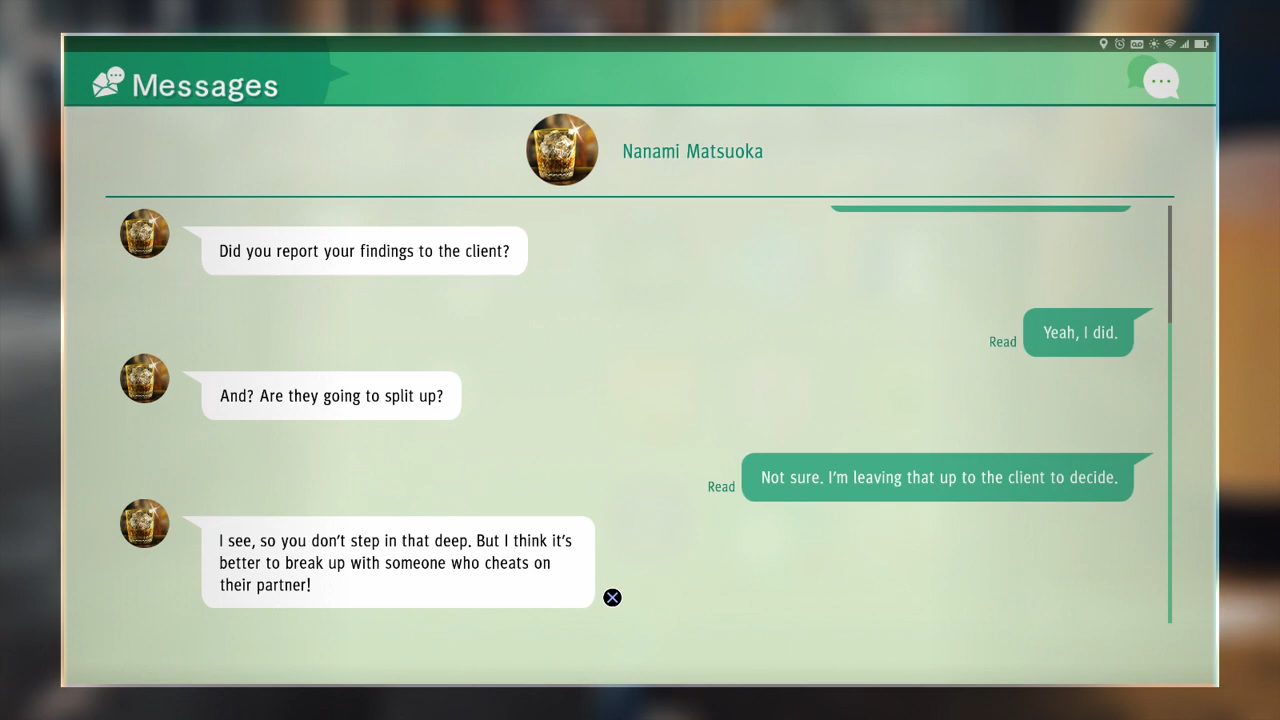 Messages
Nanami Matsuoka
Did you report your findings to the client?
Yeah, I did.
Read
And? Are they going to split up?
Not sure. I'm leaving that up to the client to decide.
Read
I see, so you don't step in that deep. But I think it's
better to break up with someone who cheats on
their partner!